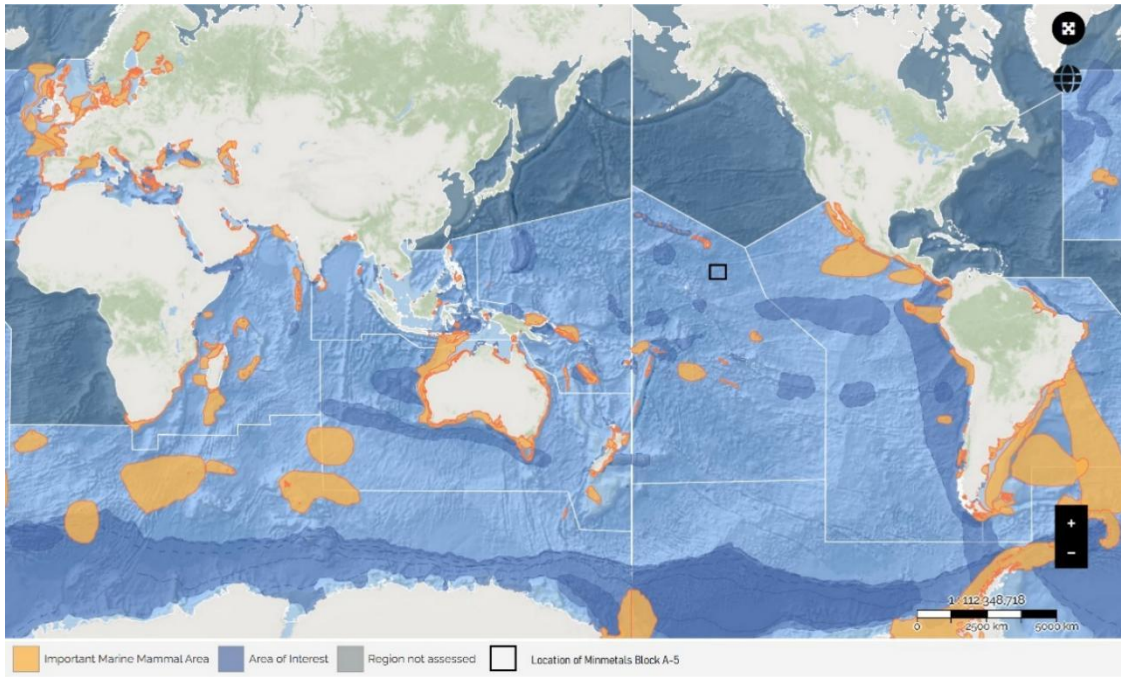 +
–
1 : 112 348,718
0 2500 km 5000 km
Important Marine Mammal Area Area of Interest Region not assessed Location of Minmetals Block A-5